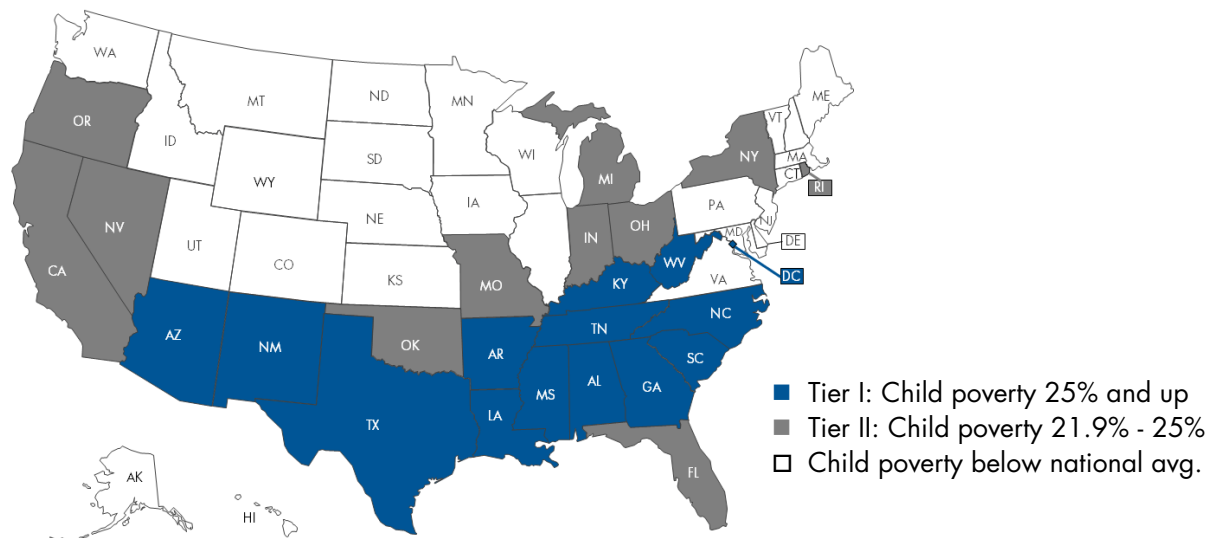 WA
MT
ND
MN
ME
OR
ID
WY
SD
WI
MI
NY
VT
MA
CT
RI
NV
UT
CO
NE
IA
IN
OH
PA
NJ
MD
DE
DC
CA
KS
MO
KY
WV
VA
AZ
NM
OK
AR
TN
NC
SC
TX
LA
MS
AL
GA
FL
AK
HI
Tier I: Child poverty 25% and up
Tier II: Child poverty 21.9% - 25%
Child poverty below national avg.